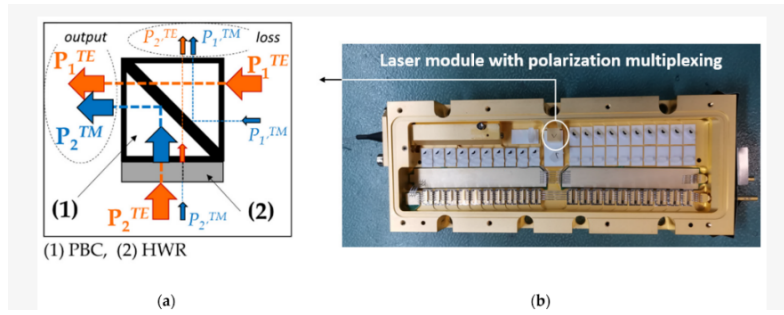 output
loss
P₂'ᵀᴱ P₁'ᵀᴹ
P₁ᵀᴱ
P₁ᵀᴱ
P₂ᵀᴹ
P₁'ᵀᴹ
(1)
P₂ᵀᴱ
P₂'ᵀᴹ
(2)
(1) PBC, (2) HWR
(a)
Laser module with polarization multiplexing
(b)